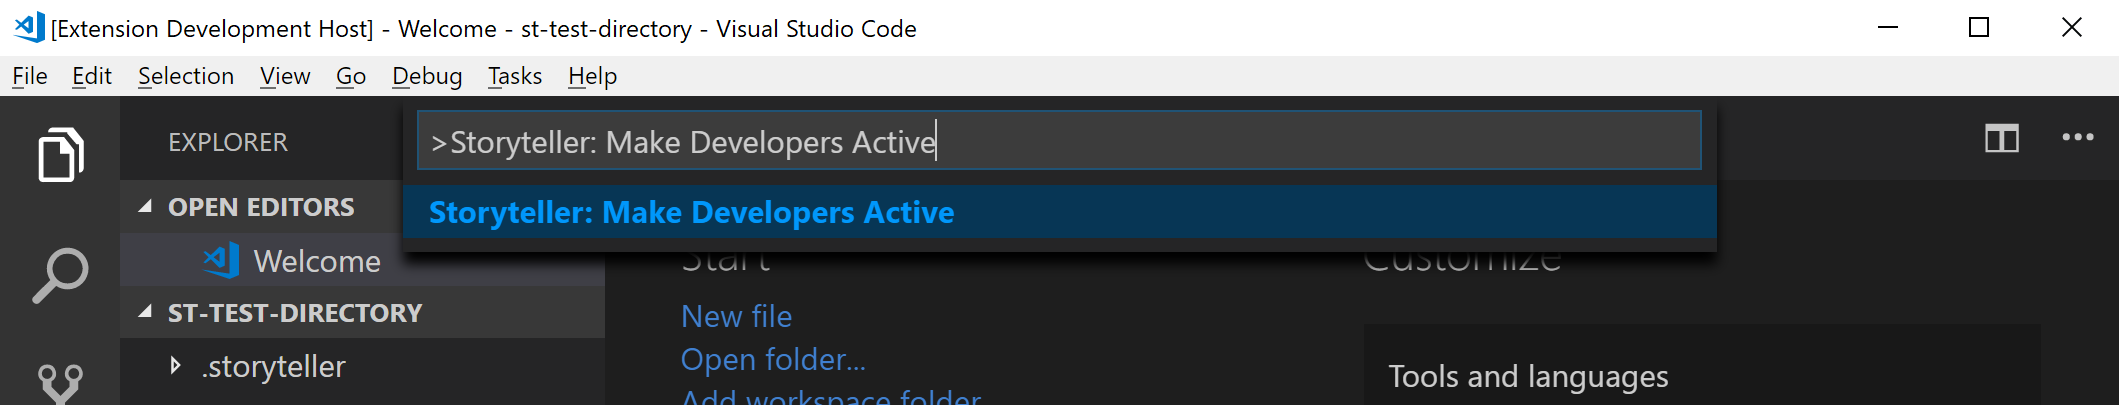 [Extension Development Host] - Welcome - st-test-directory - Visual Studio Code
File Edit Selection View Go Debug Tasks Help
EXPLORER
>Storyteller: Make Developers Active
OPEN EDITORS
Storyteller: Make Developers Active
Welcome
Start
Customize
ST-TEST-DIRECTORY
New file
Open folder...
.storyteller
Tools and languages
Add workspace folder